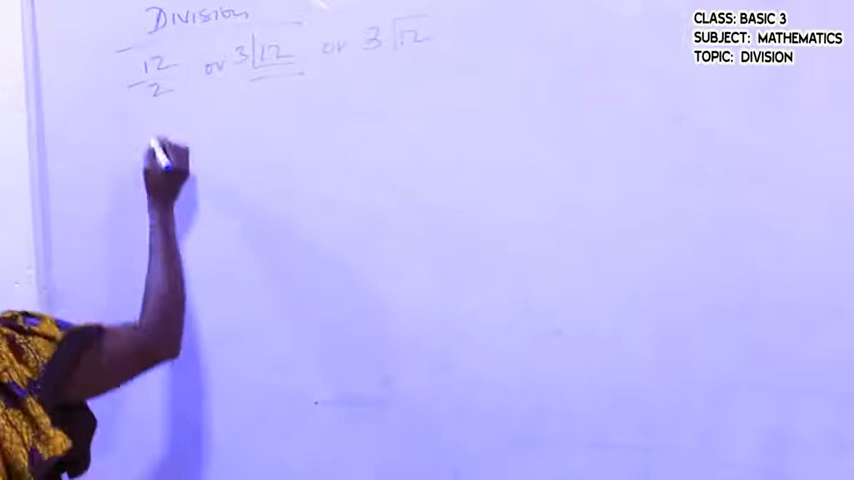 DIVISION
12/2 or 3|12 or 3√12
CLASS: BASIC 3
SUBJECT: MATHEMATICS
TOPIC: DIVISION